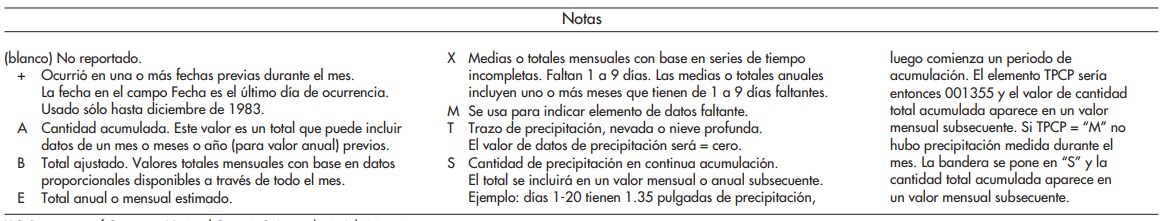 Notas
(blanco) No reportado.
+ Ocurrió en una o más fechas previas durante el mes.
La fecha en el campo Fecha es el último día de ocurrencia.
Usado sólo hasta diciembre de 1983.
A Cantidad acumulada. Este valor es un total que puede incluir
datos de un mes o meses o año (para valor anual) previos.
B Total ajustado. Valores totales mensuales con base en datos
proporcionales disponibles a través de todo el mes.
E Total anual o mensual estimado.
X Medias o totales mensuales con base en series de tiempo
incompletas. Faltan 1 a 9 días. Las medias o totales anuales
incluyen uno o más meses que tienen de 1 a 9 días faltantes.
M Se usa para indicar elemento de datos faltante.
T Trazo de precipitación, nevada o nieve profunda.
El valor de datos de precipitación será = cero.
S Cantidad de precipitación en continua acumulación.
El total se incluirá en un valor mensual o anual subsecuente.
Ejemplo: días 1-20 tienen 1.35 pulgadas de precipitación,
luego comienza un periodo de
acumulación. El elemento TPCP sería
entonces 001355 y el valor de cantidad
total acumulada aparece en un valor
mensual subsecuente. Si TPCP = “M” no
hubo precipitación medida durante el
mes. La bandera se pone en “S” y la
cantidad total acumulada aparece en
un valor mensual subsecuente.